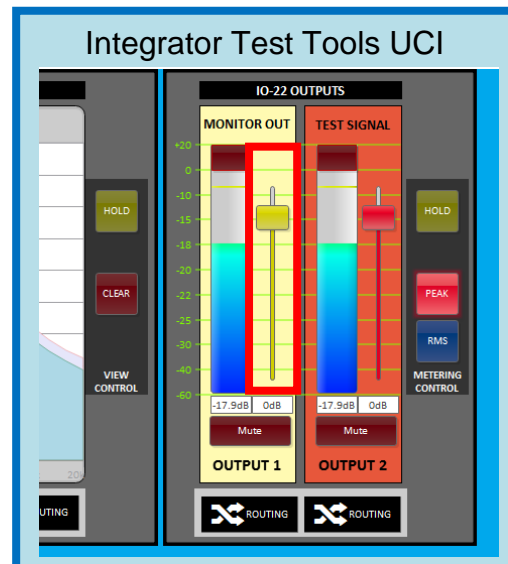 Integrator Test Tools UCI
IO-22 OUTPUTS
MONITOR OUT
TEST SIGNAL
+20
0
-10
-15
-18
-20
-22
-25
-30
-40
-60
HOLD
CLEAR
VIEW
CONTROL
HOLD
PEAK
RMS
METERING
CONTROL
-17.9dB
0dB
-17.9dB
0dB
Mute
Mute
OUTPUT 1
OUTPUT 2
20K
UTING
ROUTING
ROUTING